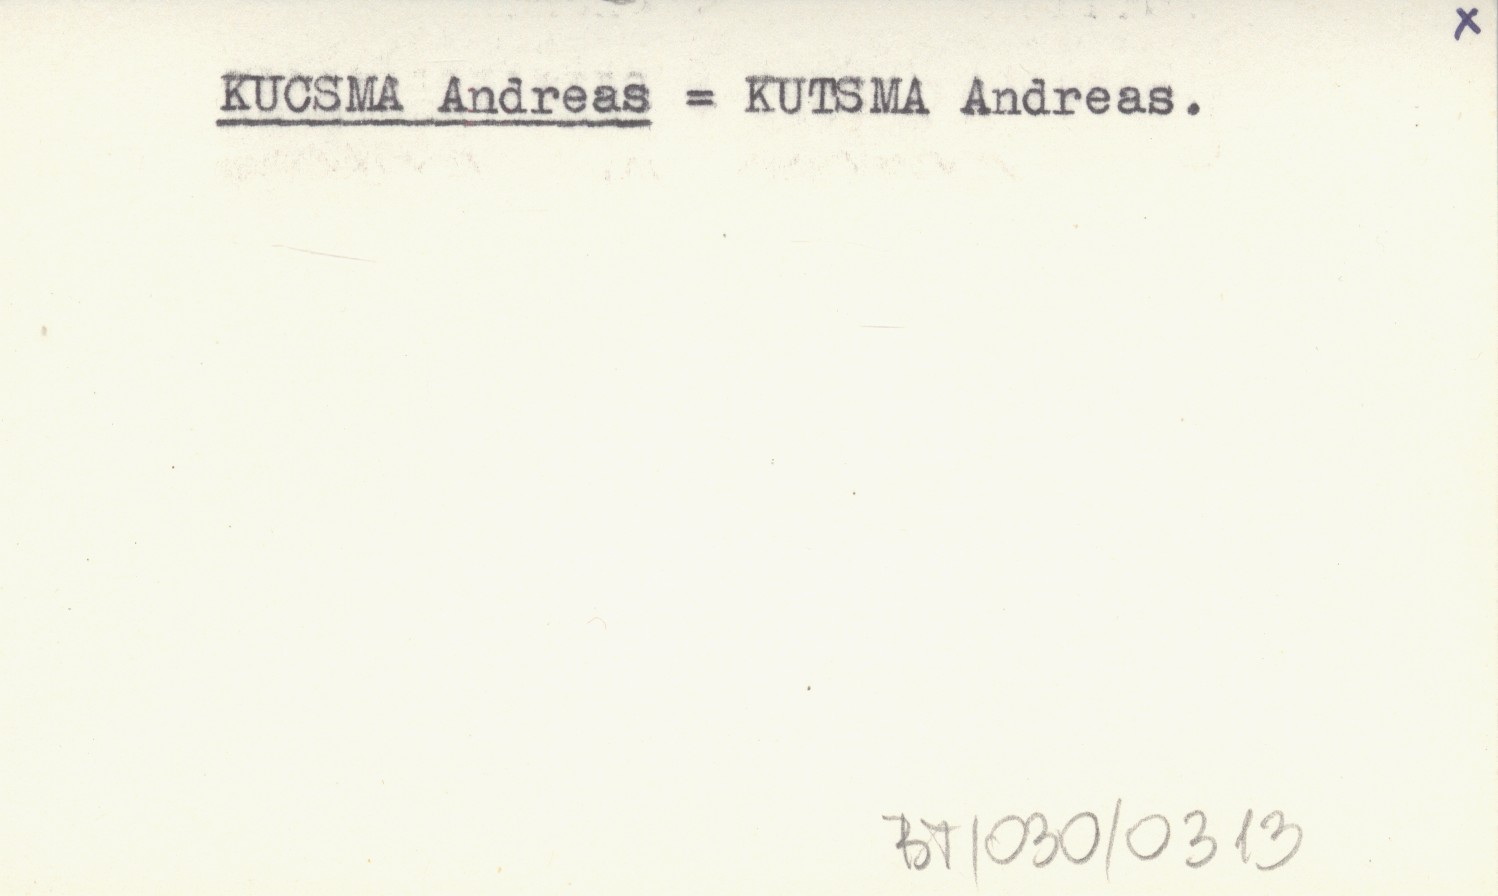 x
KUCSMA Andreas = KUTSMA Andreas.
BT/030/0313